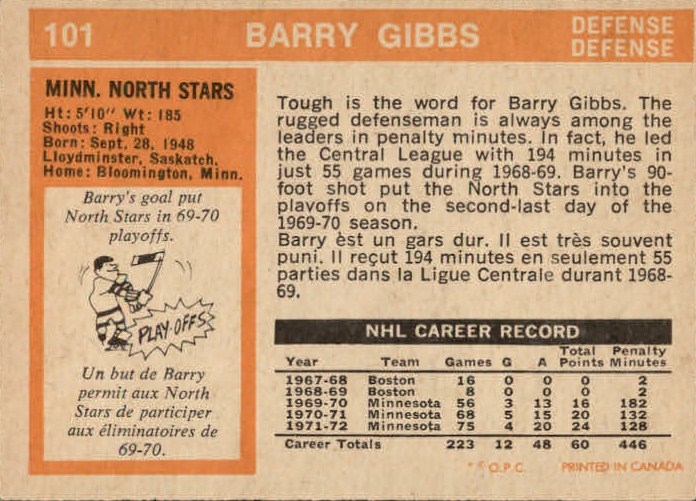 101
BARRY GIBBS
DEFENSE
DEFENSE
MINN. NORTH STARS
Ht: 5'10" Wt: 185
Shoots: Right
Born: Sept. 28, 1948
Lloydminster, Saskatch.
Home: Bloomington, Minn.
Barry's goal put
North Stars in 69-70
playoffs.
PLAY-OFFS
Un but de Barry
permit aux North
Stars de participer
aux éliminatoires de
69-70.
Tough is the word for Barry Gibbs. The
rugged defenseman is always among the
leaders in penalty minutes. In fact, he led
the Central League with 194 minutes in
just 55 games during 1968-69. Barry's 90-
foot shot put the North Stars into the
playoffs on the second-last day of the
1969-70 season.
Barry èst un gars dur. Il est très souvent
puni. Il reçut 194 minutes en seulement 55
parties dans la Ligue Centrale durant 1968-
69.
NHL CAREER RECORD
Year Team Games G A Total Points Penalty Minutes
1967-68 Boston 16 0 0 0 2
1968-69 Boston 8 0 0 0 2
1969-70 Minnesota 56 3 13 16 182
1970-71 Minnesota 68 5 15 20 132
1971-72 Minnesota 75 4 20 24 128
Career Totals 223 12 48 60 446
* * O.P.C. PRINTED IN CANADA